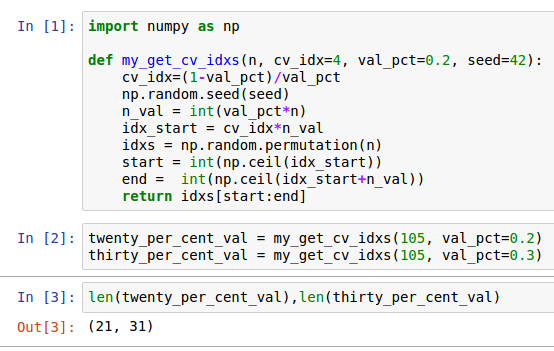 In [1]: import numpy as np
def my_get_cv_idxs(n, cv_idx=4, val_pct=0.2, seed=42):
    cv_idx=(1-val_pct)/val_pct
    np.random.seed(seed)
    n_val = int(val_pct*n)
    idx_start = cv_idx*n_val
    idxs = np.random.permutation(n)
    start = int(np.ceil(idx_start))
    end =  int(np.ceil(idx_start+n_val))
    return idxs[start:end]
In [2]: twenty_per_cent_val = my_get_cv_idxs(105, val_pct=0.2)
thirty_per_cent_val = my_get_cv_idxs(105, val_pct=0.3)
In [3]: len(twenty_per_cent_val),len(thirty_per_cent_val)
Out[3]: (21, 31)